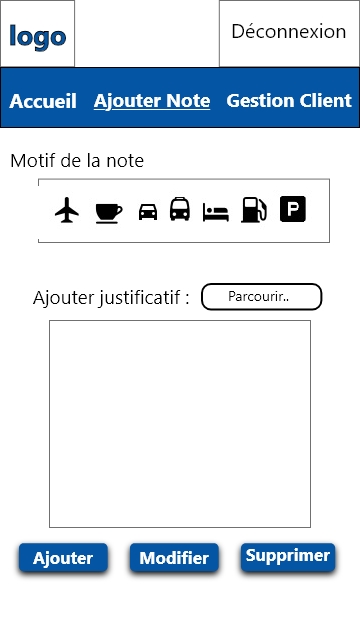 logo
Déconnexion
Accueil Ajouter Note Gestion Client
Motif de la note
P
Ajouter justificatif : Parcourir..
Ajouter Modifier Supprimer